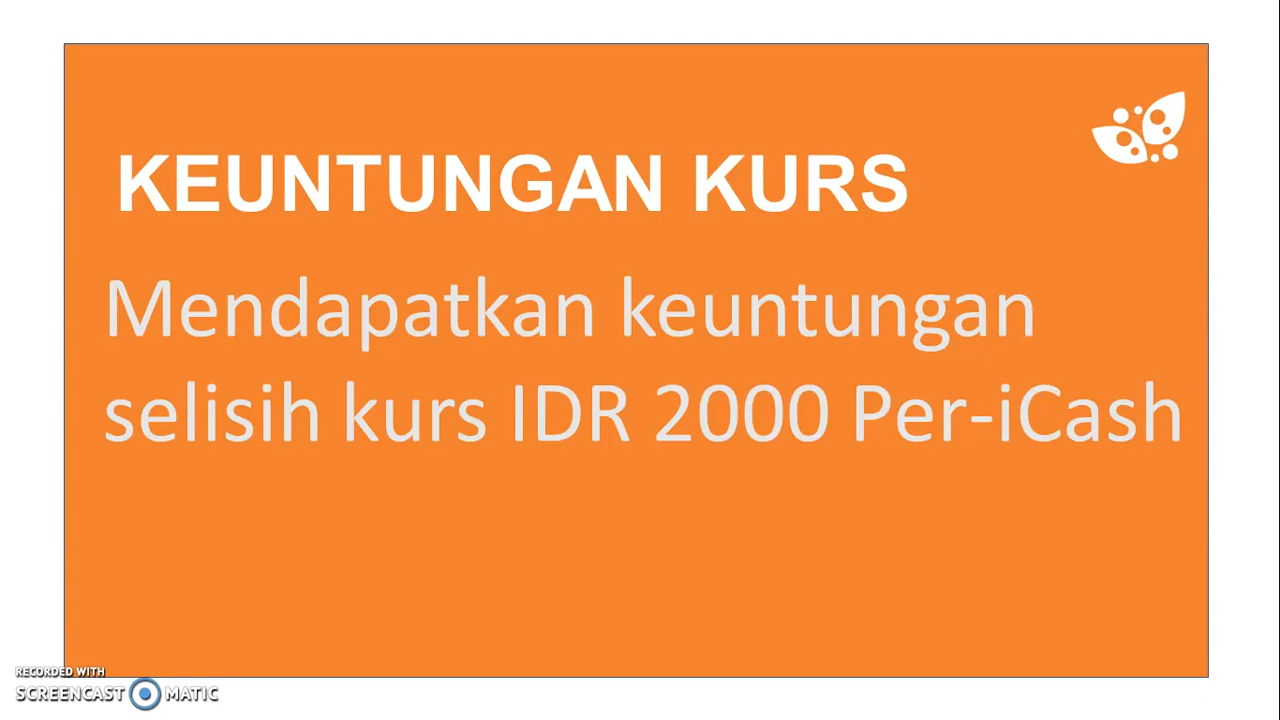 KEUNTUNGAN KURS
Mendapatkan keuntungan
selisih kurs IDR 2000 Per-iCash
RECORDED WITH
SCREENCAST MATIC